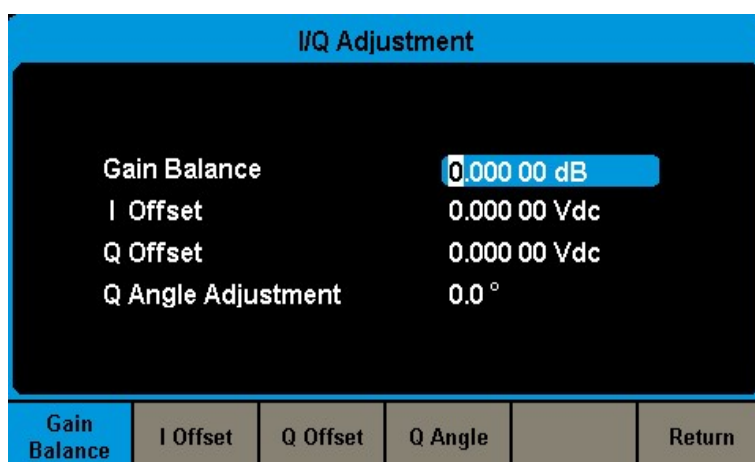 I/Q Adjustment
Gain Balance 0.000 00 dB
I Offset 0.000 00 Vdc
Q Offset 0.000 00 Vdc
Q Angle Adjustment 0.0 °
Gain Balance I Offset Q Offset Q Angle Return